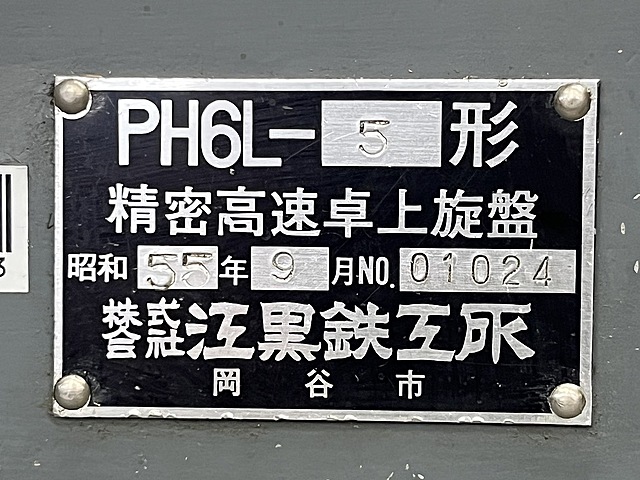 PH6L-5形
精密高速卓上旋盤
昭和55年9月NO.01024
株式会社江黒鉄工所
岡谷市
3